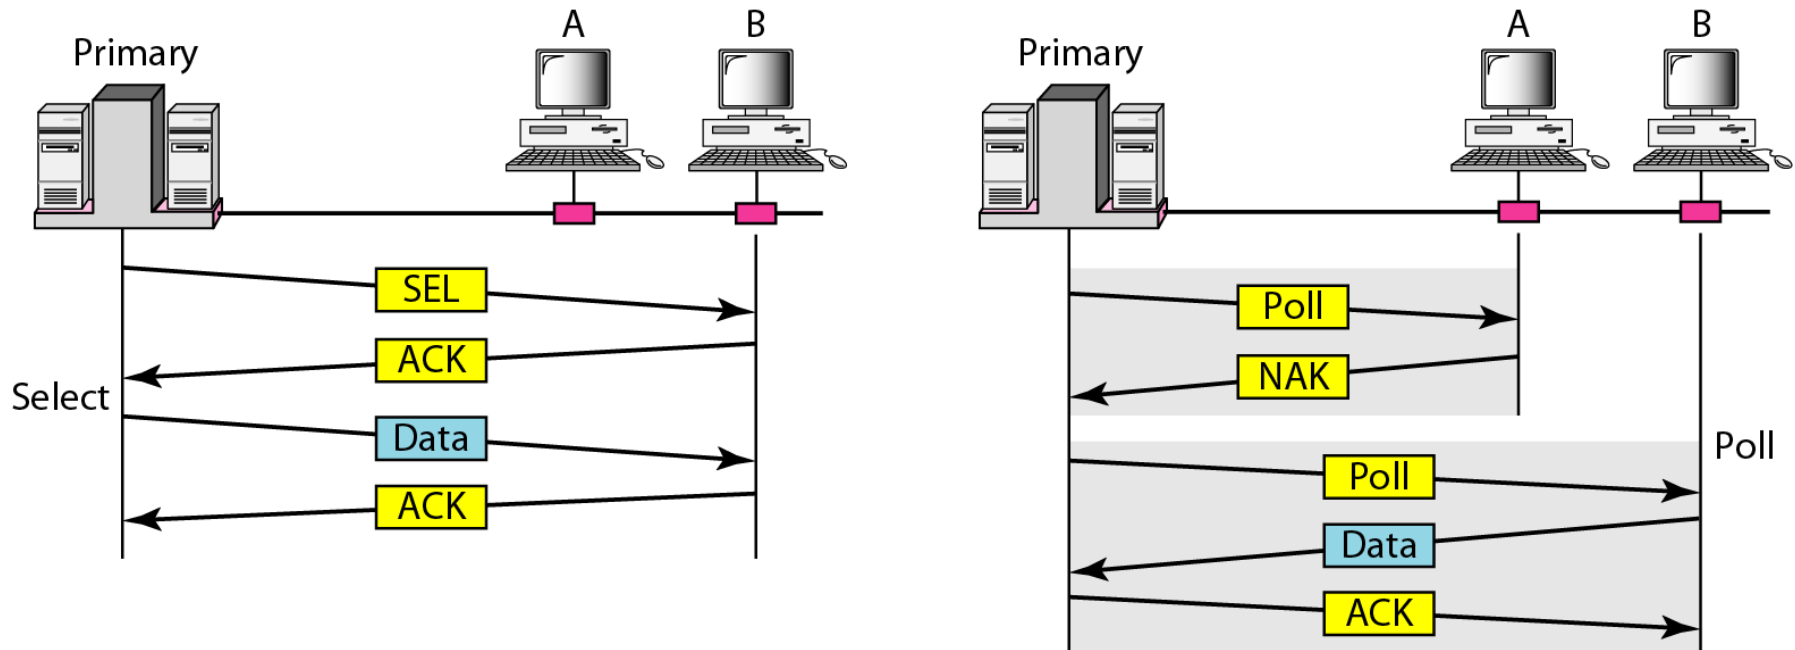 Primary
A
B
SEL
ACK
Select
Data
ACK
Primary
A
B
Poll
NAK
Poll
Poll
Data
ACK